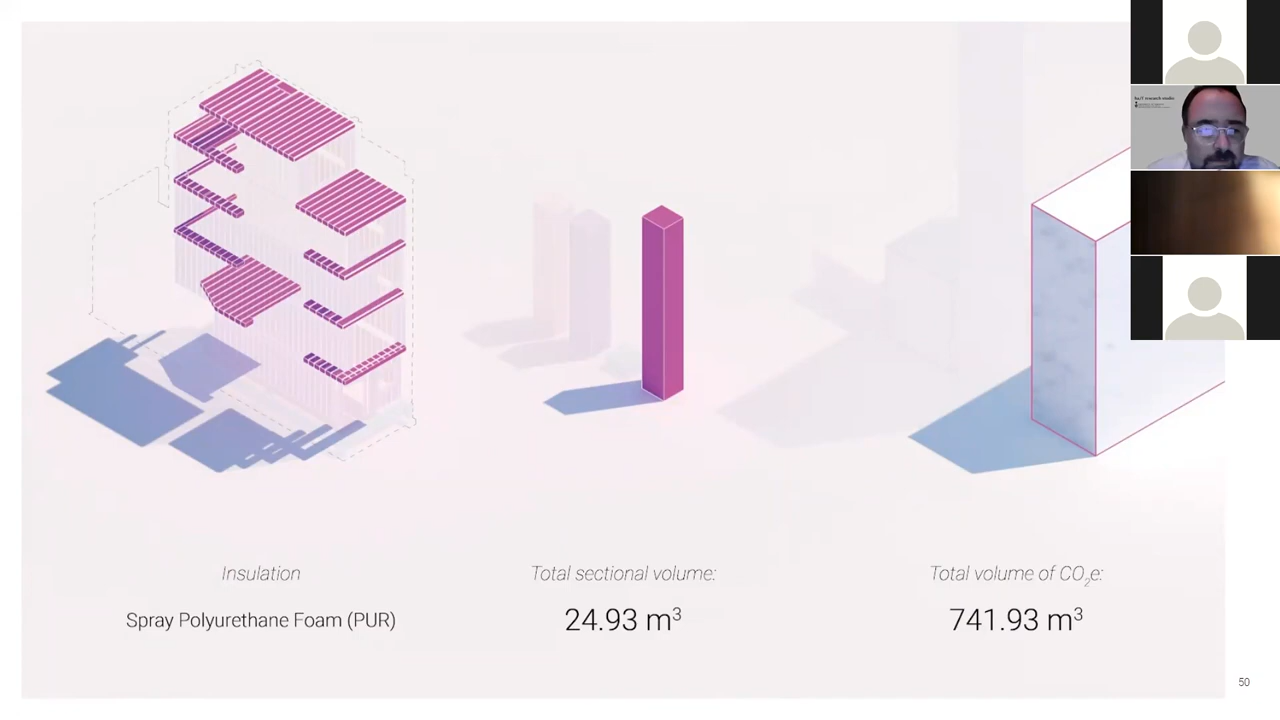 Insulation
Spray Polyurethane Foam (PUR)
Total sectional volume:
24.93 m³
Total volume of CO₂e:
741.93 m³
50